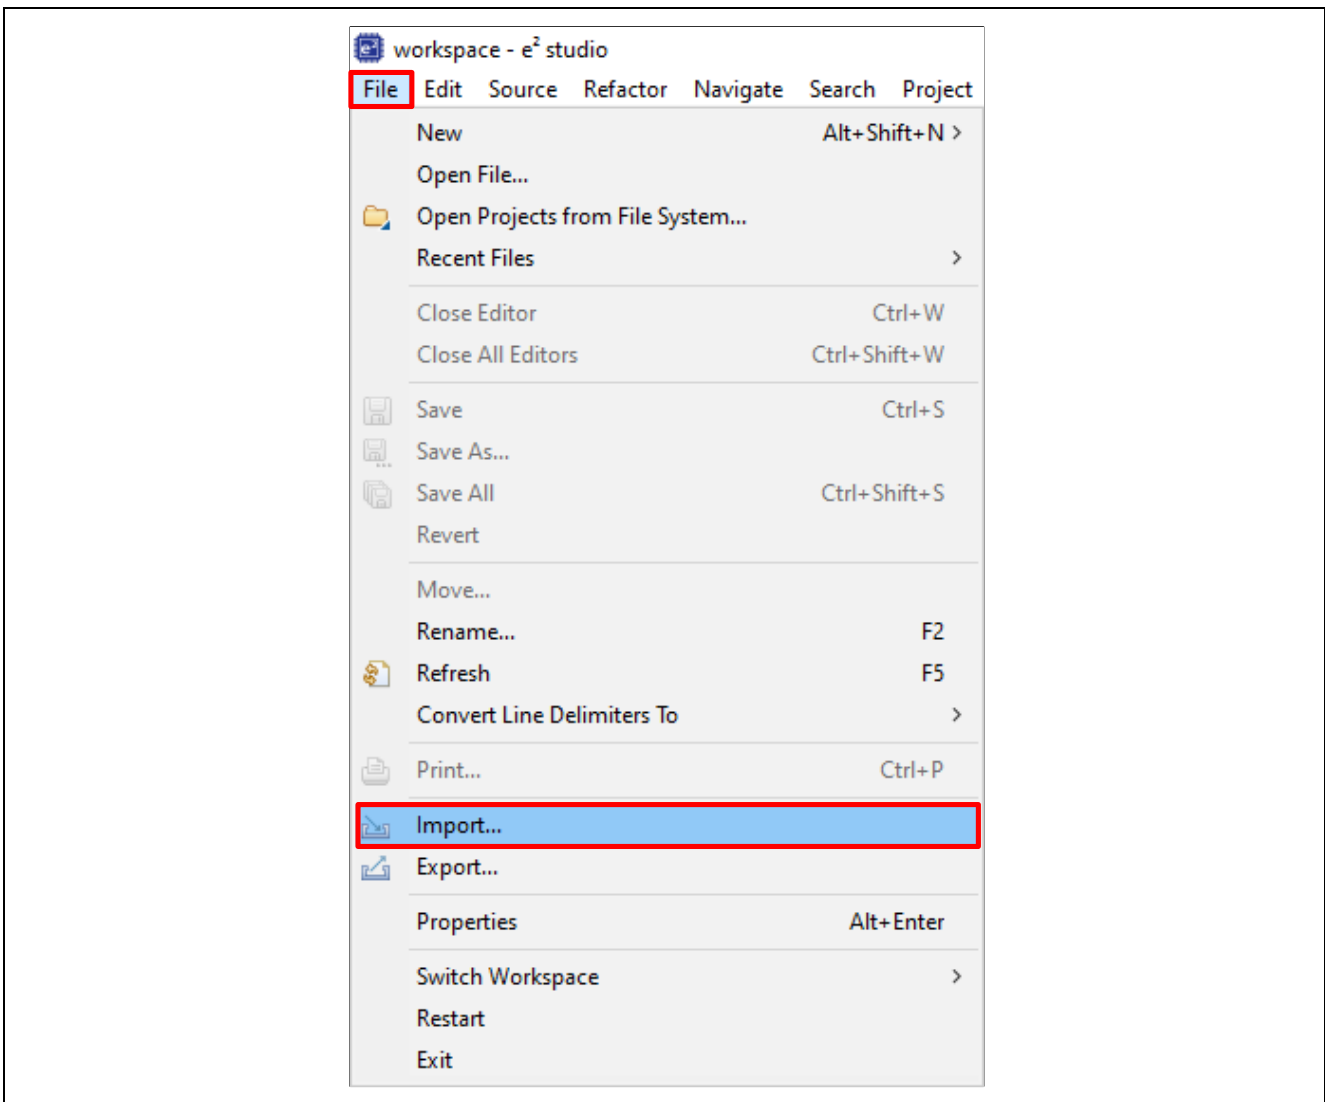 workspace - e² studio
File Edit Source Refactor Navigate Search Project
New Alt+Shift+N >
Open File...
Open Projects from File System...
Recent Files >
Close Editor Ctrl+W
Close All Editors Ctrl+Shift+W
Save Ctrl+S
Save As...
Save All Ctrl+Shift+S
Revert
Move...
Rename... F2
Refresh F5
Convert Line Delimiters To >
Print... Ctrl+P
Import...
Export...
Properties Alt+Enter
Switch Workspace >
Restart
Exit